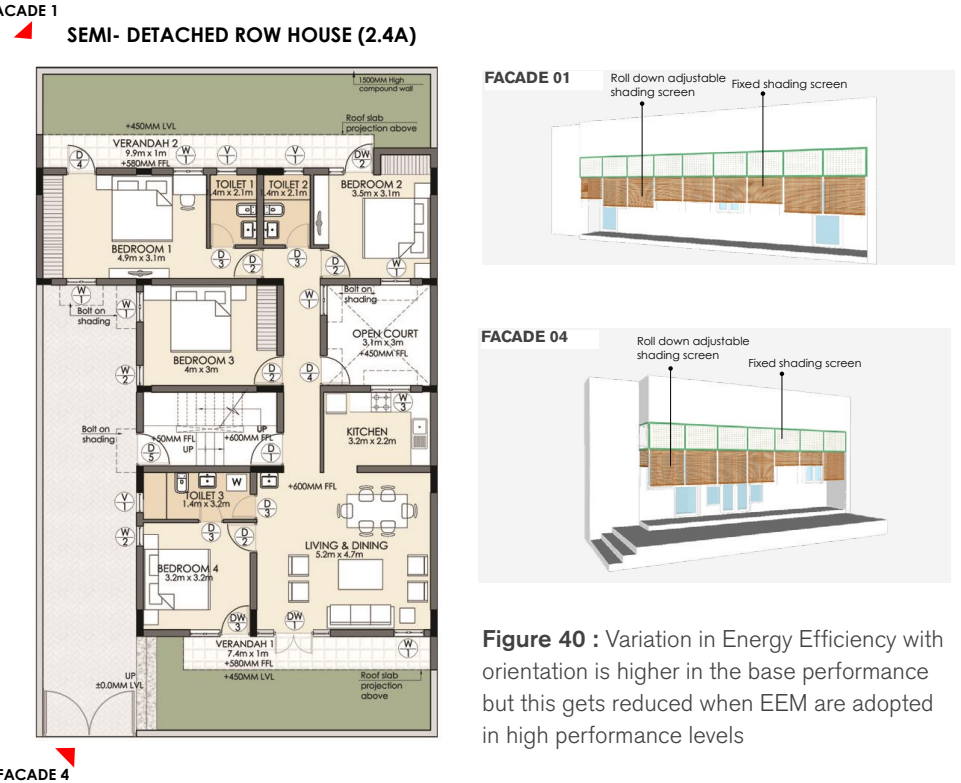 ACADE 1
SEMI- DETACHED ROW HOUSE (2.4A)
1500MM High
compound wall
+450MM LVL
Roof slab
projection above
VERANDAH 2
9.9m x 1m
+580MM FFL
D
4
W
1
V
1
V
1
DW
2
TOILET 1
.4m x 2.1m
TOILET 2
1.4m x 2.1m
BEDROOM 2
3.5m x 3.1m
BEDROOM 1
4.9m x 3.1m
D
3
D
2
D
3
D
2
W
1
W
1
Bolt on
shading
W
1
W
1
Bolt on
shading
OPEN COURT
3.1m x 3m
+450MM FFL
BEDROOM 3
4m x 3m
W
2
D
2
D
4
W
3
Bolt on
shading
+50MM FFL
UP
UP
+600MM FFL
D
5
D
1
KITCHEN
3.2m x 2.2m
+600MM FFL
W
TOILET 3
1.4m x 3.2m
V
1
D
3
W
2
D
3
D
2
LIVING & DINING
5.2m x 4.7m
BEDROOM 4
3.2m x 3.2m
DW
3
DW
1
W
1
VERANDAH 1
7.4m x 1m
+580MM FFL
+450MM LVL
Roof slab
projection
above
UP
±0.0MM LVL
FACADE 4
FACADE 01
Roll down adjustable
shading screen
Fixed shading screen
FACADE 04
Roll down adjustable
shading screen
Fixed shading screen
Figure 40 : Variation in Energy Efficiency with
orientation is higher in the base performance
but this gets reduced when EEM are adopted
in high performance levels